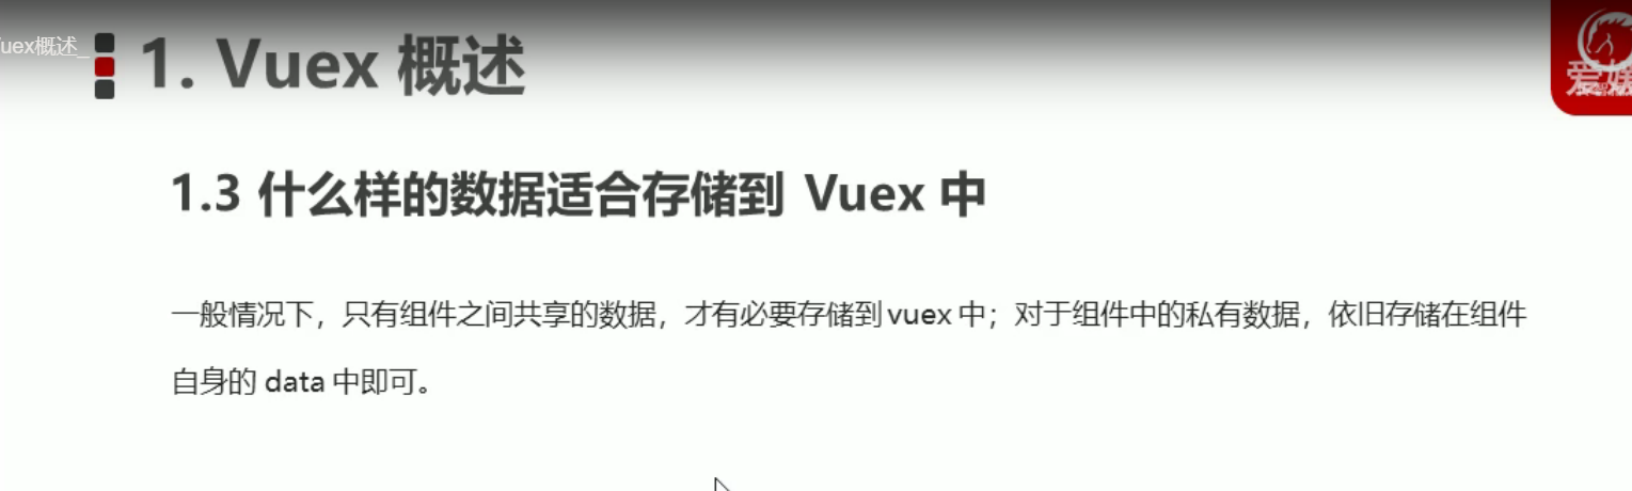 uex概述_
1. Vuex 概述
1.3 什么样的数据适合存储到 Vuex 中
一般情况下，只有组件之间共享的数据，才有必要存储到 vuex 中；对于组件中的私有数据，依旧存储在组件
自身的 data 中即可。